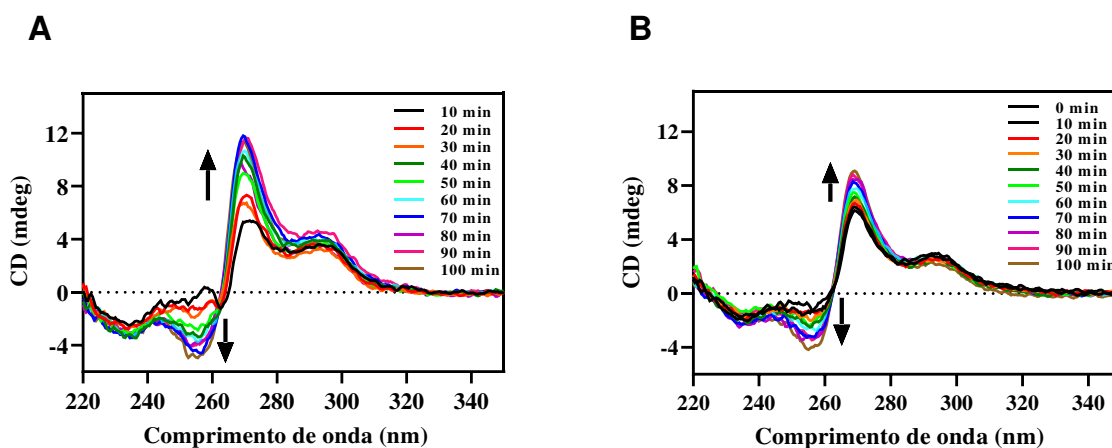 A
B
CD (mdeg)
12
8
4
0
-4
220 240 260 280 300 320 340
Comprimento de onda (nm)
10 min
20 min
30 min
40 min
50 min
60 min
70 min
80 min
90 min
100 min
CD (mdeg)
12
8
4
0
-4
220 240 260 280 300 320 340
Comprimento de onda (nm)
0 min
10 min
20 min
30 min
40 min
50 min
60 min
70 min
80 min
90 min
100 min